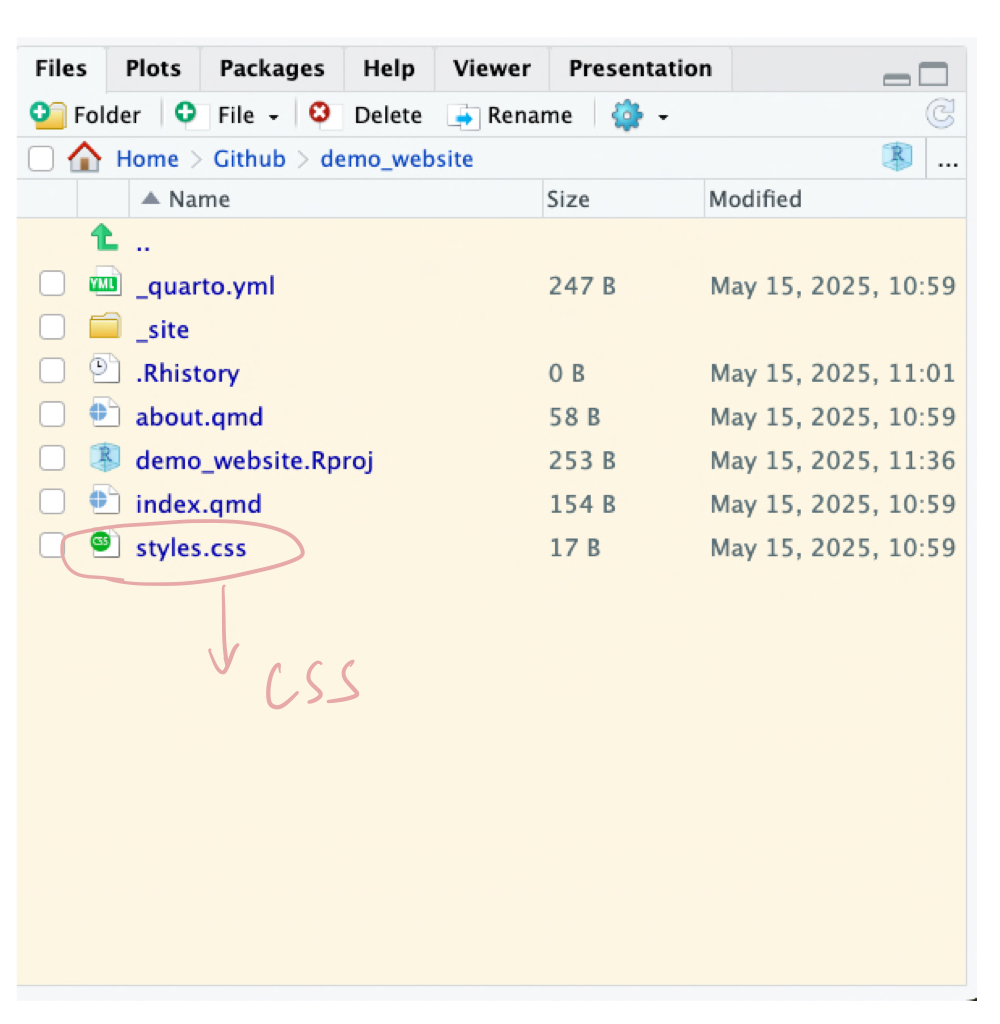 Files Plots Packages Help Viewer Presentation
Folder File Delete Rename
Home > Github > demo_website R ...
Name Size Modified
..
YML _quarto.yml 247 B May 15, 2025, 10:59
_site
.Rhistory 0 B May 15, 2025, 11:01
about.qmd 58 B May 15, 2025, 10:59
R demo_website.Rproj 253 B May 15, 2025, 11:36
index.qmd 154 B May 15, 2025, 10:59
CSS styles.css 17 B May 15, 2025, 10:59
CSS